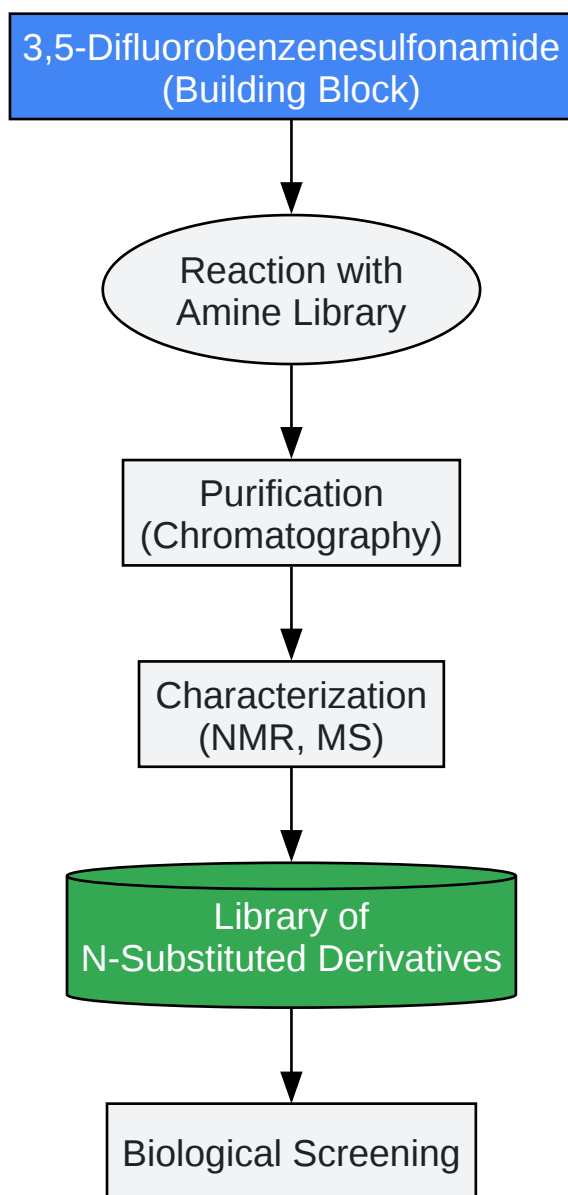 3,5-Difluorobenzenesulfonamide
(Building Block)
Reaction with
Amine Library
Purification
(Chromatography)
Characterization
(NMR, MS)
Library of
N-Substituted Derivatives
Biological Screening